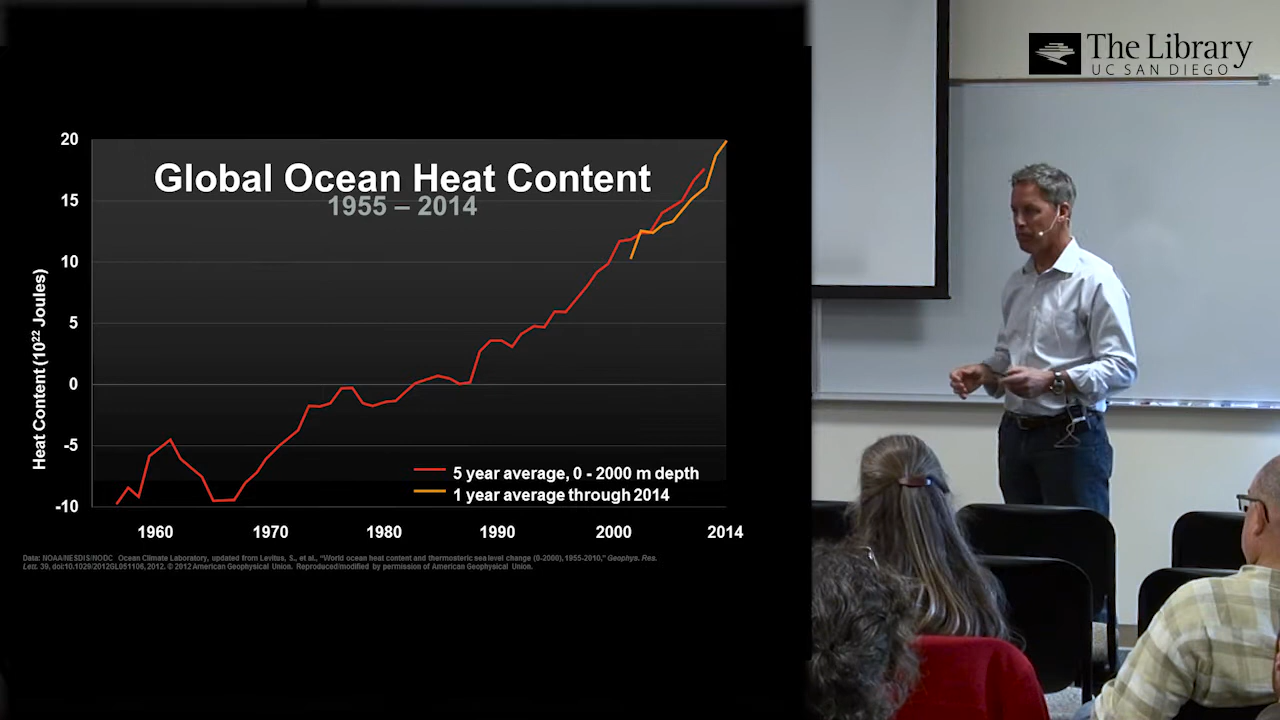 The Library
UC SAN DIEGO
Global Ocean Heat Content
1955 – 2014
20
15
10
5
0
-5
-10
Heat Content (10²² Joules)
5 year average, 0 - 2000 m depth
1 year average through 2014
1960 1970 1980 1990 2000 2014
Data: NOAA/NESDIS/NODC Ocean Climate Laboratory, updated from Levitus, S., et al., "World ocean heat content and thermosteric sea level change (0-2000), 1955-2010," Geophys. Res.
Lett. 39, doi:10.1029/2012GL051106, 2012. © 2012 American Geophysical Union. Reproduced/modified by permission of American Geophysical Union.